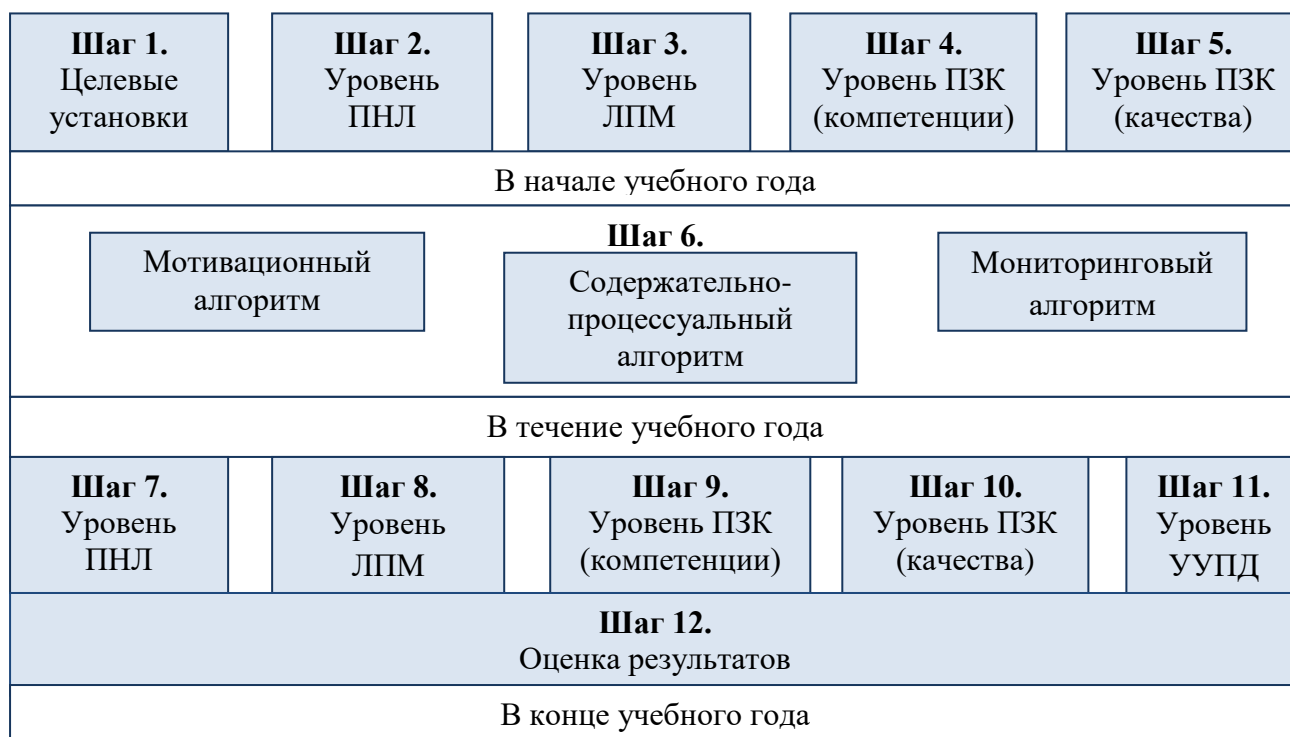 Шаг 1.
Целевые
установки
Шаг 2.
Уровень
ПНЛ
Шаг 3.
Уровень
ЛПМ
Шаг 4.
Уровень ПЗК
(компетенции)
Шаг 5.
Уровень ПЗК
(качества)
В начале учебного года
Шаг 6.
Мотивационный
алгоритм
Содержательно-
процессуальный
алгоритм
Мониторинговый
алгоритм
В течение учебного года
Шаг 7.
Уровень
ПНЛ
Шаг 8.
Уровень
ЛПМ
Шаг 9.
Уровень ПЗК
(компетенции)
Шаг 10.
Уровень ПЗК
(качества)
Шаг 11.
Уровень
УУПД
Шаг 12.
Оценка результатов
В конце учебного года